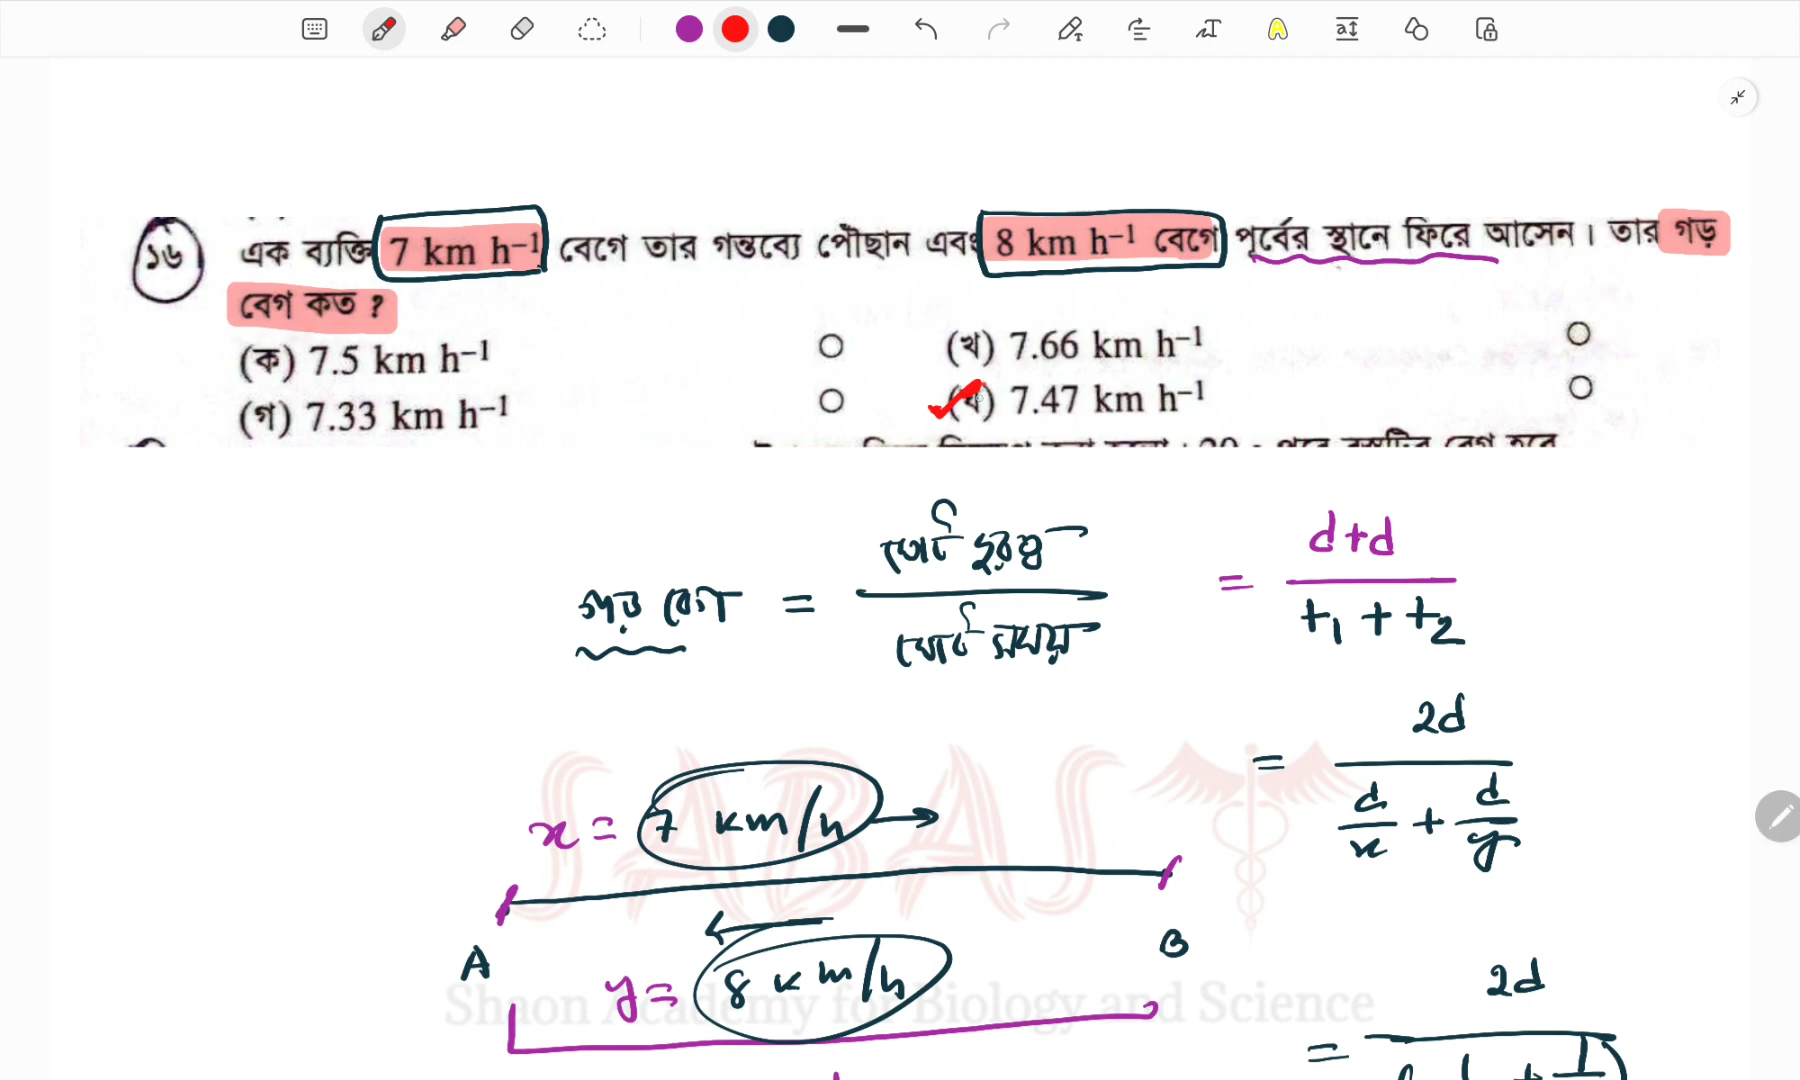 ১৬ এক ব্যক্তি 7 km h⁻¹ বেগে তার গন্তব্যে পৌঁছান এবং 8 km h⁻¹ বেগে পূর্বের স্থানে ফিরে আসেন। তার গড়
বেগ কত ?
(ক) 7.5 km h⁻¹ (খ) 7.66 km h⁻¹
(গ) 7.33 km h⁻¹ (ঘ) 7.47 km h⁻¹
গড় বেগ = মোট দূরত্ব / মোট সময় = d+d / t₁ + t₂
= 2d / d/x + d/y
x = 7 km/h
A B
y = 8 km/h
SABAS
Shaon Academy for Biology and Science
= 2d